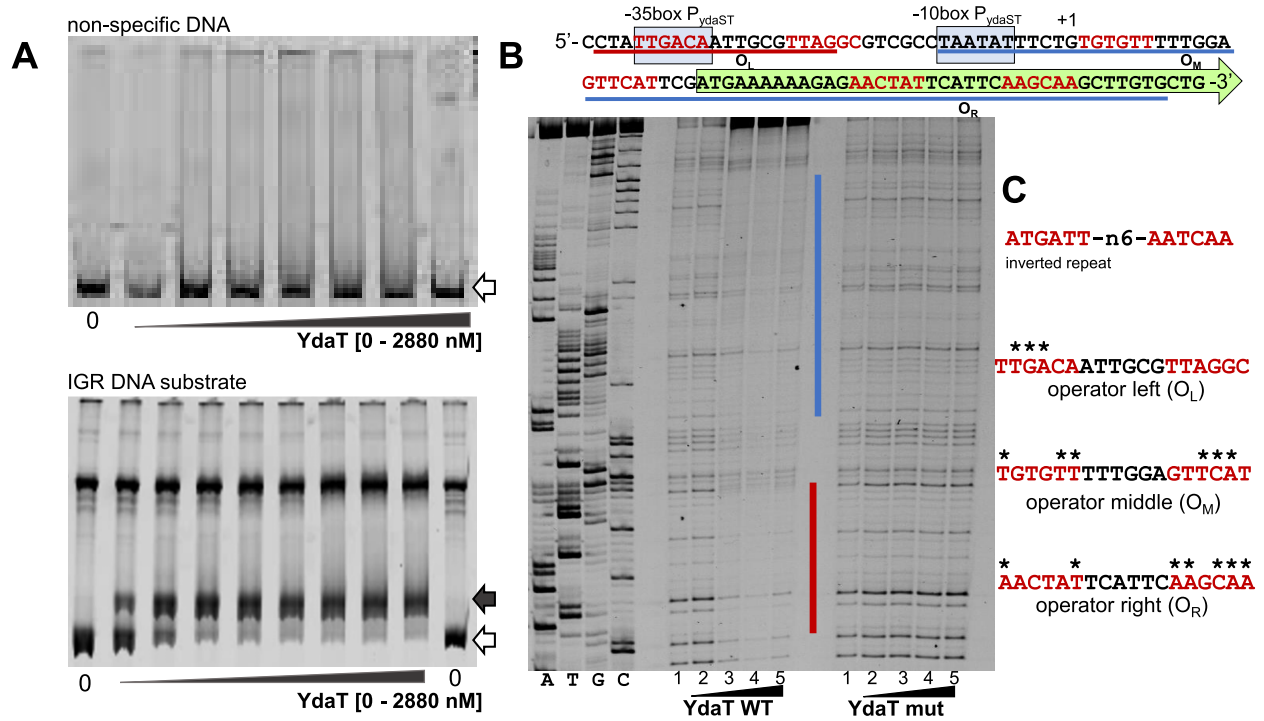 A
non-specific DNA
0
YdaT [0 - 2880 nM]
IGR DNA substrate
0
0
YdaT [0 - 2880 nM]
B
-35box PydaST
-10box PydaST
+1
5'- CCTATTGACAATTGCGTTAGGCGTCGCCTAATATTTCTGTGTGTTTTTGGA
OL
OM
GTTCATTCGATGAAAAAAGAGAACTATTCATTCAAGCAAGCTTGTGCTG -3'
OR
A T G C
1 2 3 4 5
1 2 3 4 5
YdaT WT
YdaT mut
C
ATGATT-n6-AATCAA
inverted repeat
***
TTGACAATTGCGTTAGGC
operator left (OL)
* ** ***
TGTGTTTTTGGAGTTCAT
operator middle (OM)
* * ** ***
AACTATTCATTCAAGCAA
operator right (OR)